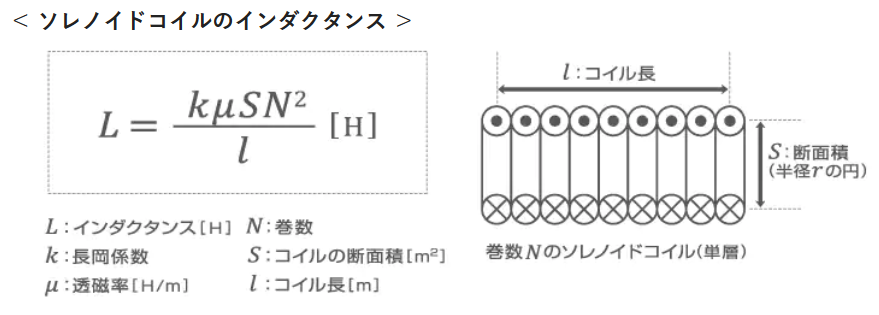 < ソレノイドコイルのインダクタンス >
L = kμSN² / l [H]
L：インダクタンス[H] N：巻数
k：長岡係数 S：コイルの断面積[m²]
μ：透磁率[H/m] l：コイル長[m]
l：コイル長
S：断面積
(半径rの円)
巻数Nのソレノイドコイル(単層)